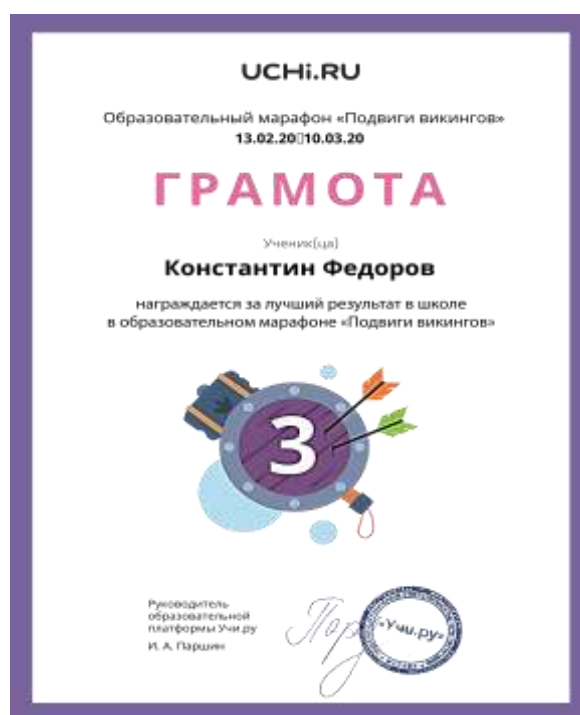 UCHi.RU
Образовательный марафон «Подвиги викингов»
13.02.20▯10.03.20
ГРАМОТА
Ученик(ца)
Константин Федоров
награждается за лучший результат в школе
в образовательном марафоне «Подвиги викингов»
3
Руководитель
образовательной
платформы Учи.ру
И. А. Паршин
«Учи.ру»